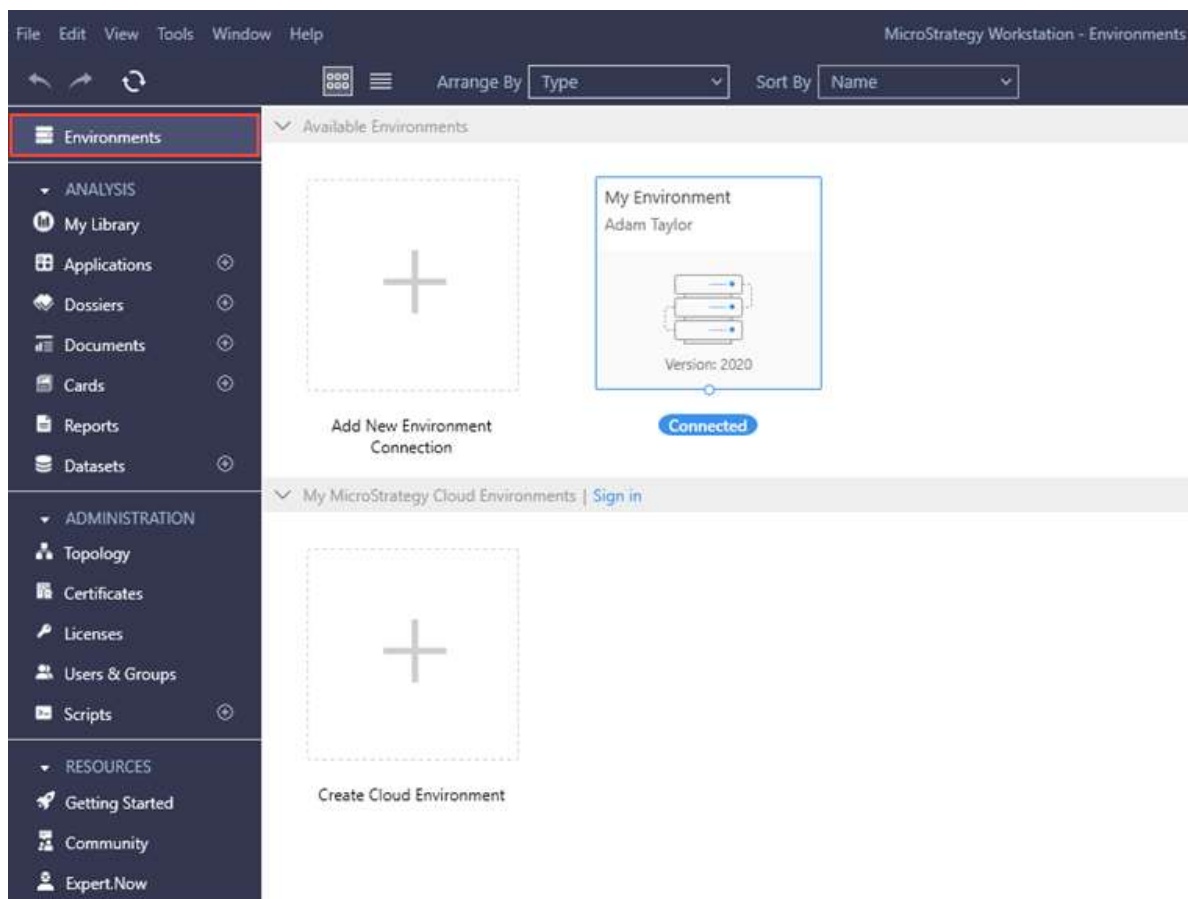 File Edit View Tools Window Help
MicroStrategy Workstation - Environments
Arrange By Type Sort By Name
Environments
ANALYSIS
My Library
Applications
Dossiers
Documents
Cards
Reports
Datasets
ADMINISTRATION
Topology
Certificates
Licenses
Users & Groups
Scripts
RESOURCES
Getting Started
Community
Expert.Now
Available Environments
Add New Environment
Connection
My Environment
Adam Taylor
Version: 2020
Connected
My MicroStrategy Cloud Environments | Sign in
Create Cloud Environment